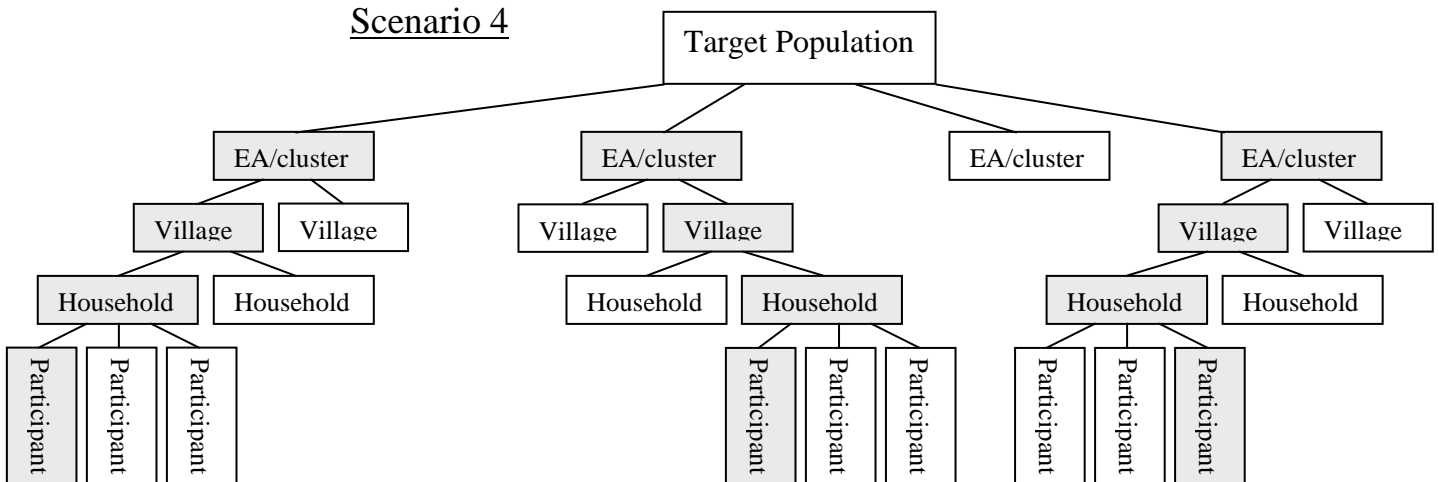 Scenario 4
Target Population
EA/cluster EA/cluster EA/cluster EA/cluster
Village Village Village Village Village Village
Household Household Household Household Household Household
Participant Participant Participant Participant Participant Participant Participant Participant Participant